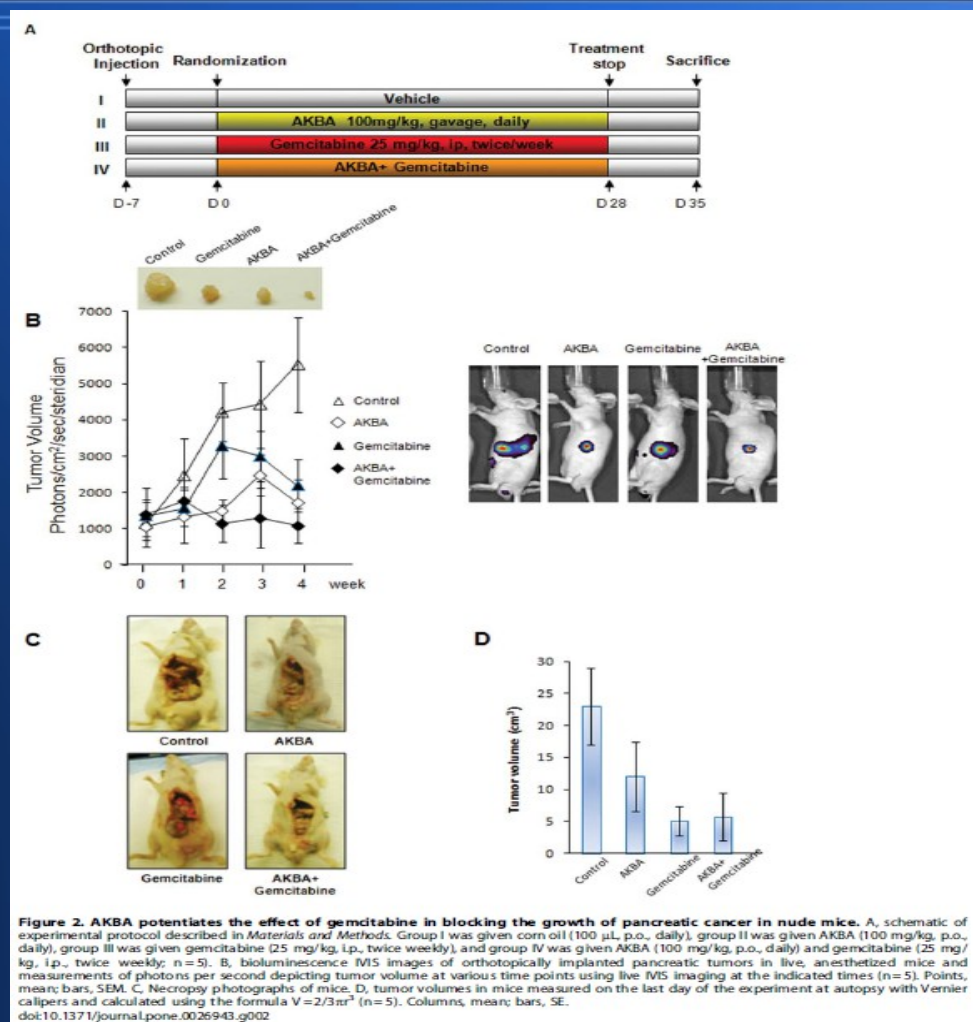 A
Orthotopic Injection
Randomization
Treatment stop
Sacrifice
I
Vehicle
II
AKBA 100mg/kg, gavage, daily
III
Gemcitabine 25 mg/kg, ip, twice/week
IV
AKBA+ Gemcitabine
D -7
D 0
D 28
D 35
Control
Gemcitabine
AKBA
AKBA+Gemcitabine
B
Tumor Volume
Photons/cm²/sec/steridian
7000
6000
5000
4000
3000
2000
1000
0
0 1 2 3 4 week
Control
AKBA
Gemcitabine
AKBA+
Gemcitabine
Control
AKBA
Gemcitabine
AKBA
+Gemcitabine
C
Control
AKBA
Gemcitabine
AKBA+
Gemcitabine
D
Tumor volume (cm³)
30
25
20
15
10
5
0
Control
AKBA
Gemcitabine
AKBA+
Gemcitabine
Figure 2. AKBA potentiates the effect of gemcitabine in blocking the growth of pancreatic cancer in nude mice. A, schematic of
experimental protocol described in Materials and Methods. Group I was given corn oil (100 μL, p.o., daily), group II was given AKBA (100 mg/kg, p.o.,
daily), group III was given gemcitabine (25 mg/kg, i.p., twice weekly), and group IV was given AKBA (100 mg/kg, p.o., daily) and gemcitabine (25 mg/
kg, i.p., twice weekly; n = 5). B, bioluminescence IVIS images of orthotopically implanted pancreatic tumors in live, anesthetized mice and
measurements of photons per second depicting tumor volume at various time points using live IVIS imaging at the indicated times (n = 5). Points,
mean; bars, SEM. C, Necropsy photographs of mice. D, tumor volumes in mice measured on the last day of the experiment at autopsy with Vernier
calipers and calculated using the formula V = 2/3πr³ (n = 5). Columns, mean; bars, SE.
doi:10.1371/journal.pone.0026943.g002